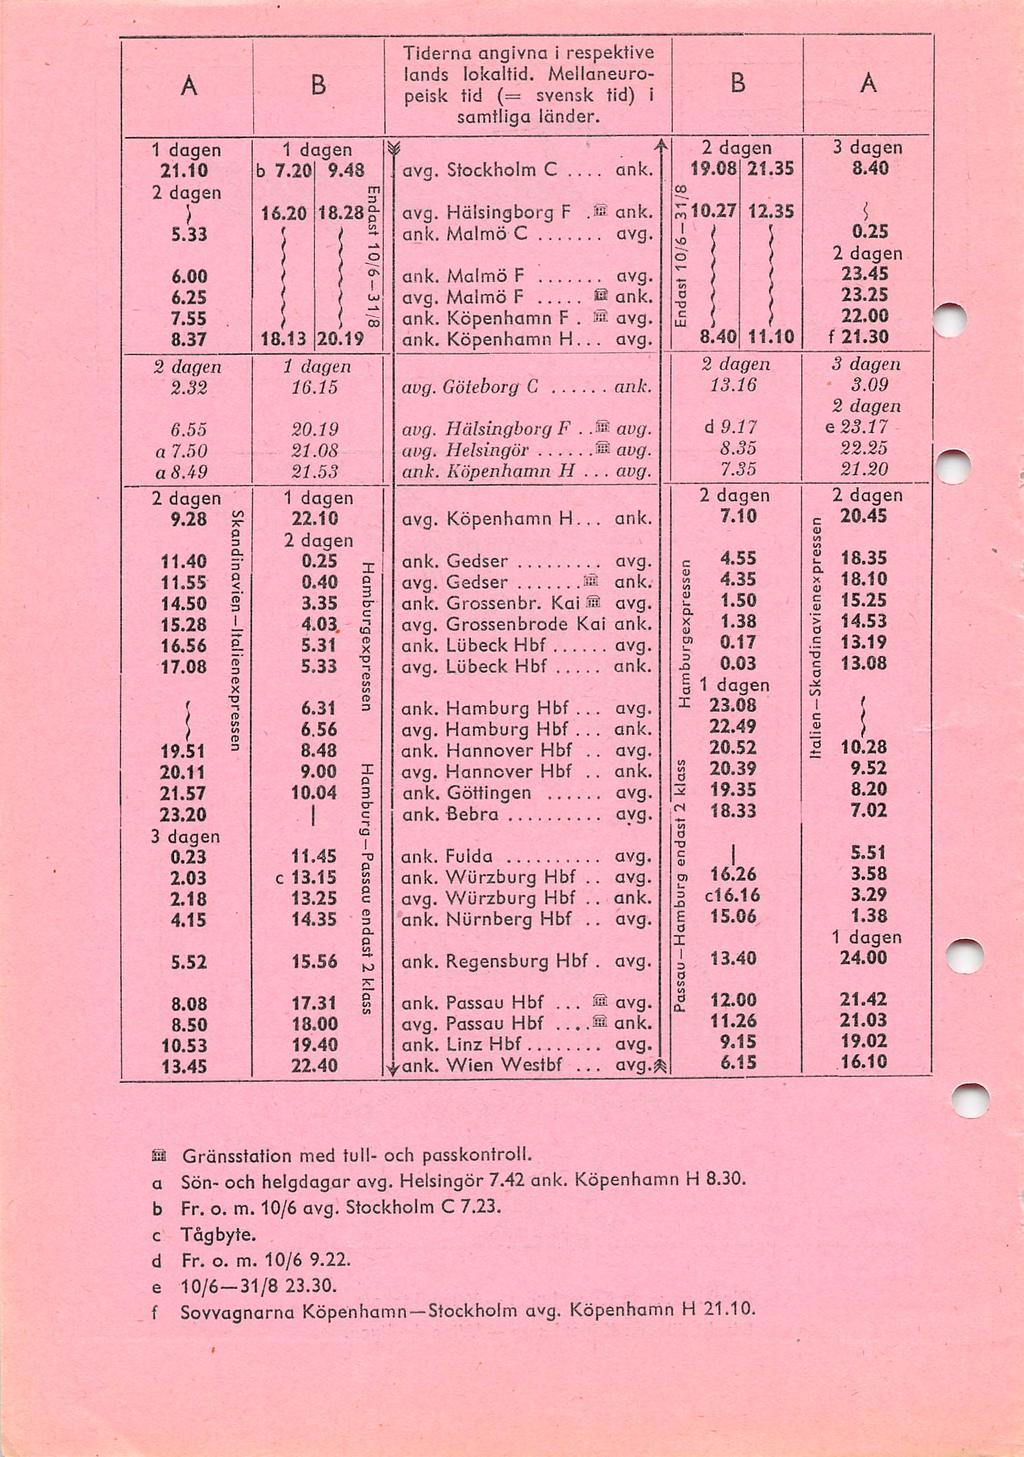 A B Tiderna angivna i respektive lands lokaltid. Mellaneuro- peisk tid (= svensk tid) i samtliga länder. B A
1 dagen 1 dagen 2 dagen 3 dagen
21.10 b 7.20 9.48 avg. Stockholm C .... ank. 19.08 21.35 8.40
2 dagen
16.20 18.28 avg. Hälsingborg F . ank. 10.27 12.35
5.33 ank. Malmö C ....... avg. 0.25
2 dagen
6.00 ank. Malmö F ....... avg. 23.45
6.25 avg. Malmö F ..... ank. 23.25
7.55 ank. Köpenhamn F . avg. 22.00
8.37 18.13 20.19 ank. Köpenhamn H... avg. 8.40 11.10 f 21.30
Endast 10/6—31/8
Endast 10/6—31/8
2 dagen 1 dagen 2 dagen 3 dagen
2.32 16.15 avg. Göteborg C ...... ank. 13.16 3.09
2 dagen
6.55 20.19 avg. Hälsingborg F .. avg. d 9.17 e 23.17
a 7.50 21.08 avg. Helsingör ...... avg. 8.35 22.25
a 8.49 21.53 ank. Köpenhamn H ... avg. 7.35 21.20
2 dagen 1 dagen 2 dagen 2 dagen
9.28 22.10 avg. Köpenhamn H... ank. 7.10 20.45
2 dagen
11.40 0.25 ank. Gedser ......... avg. 4.55 18.35
11.55 0.40 avg. Gedser ....... ank. 4.35 18.10
14.50 3.35 ank. Grossenbr. Kai avg. 1.50 15.25
15.28 4.03 avg. Grossenbrode Kai ank. 1.38 14.53
16.56 5.31 ank. Lübeck Hbf ...... avg. 0.17 13.19
17.08 5.33 avg. Lübeck Hbf ..... ank. 0.03 13.08
1 dagen
6.31 ank. Hamburg Hbf ... avg. 23.08
6.56 avg. Hamburg Hbf ... ank. 22.49
19.51 8.48 ank. Hannover Hbf .. avg. 20.52 10.28
20.11 9.00 avg. Hannover Hbf .. ank. 20.39 9.52
21.57 10.04 ank. Göttingen ...... avg. 19.35 8.20
23.20 | ank. Bebra .......... avg. 18.33 7.02
3 dagen
0.23 11.45 ank. Fulda .......... avg. | 5.51
2.03 c 13.15 ank. Würzburg Hbf .. avg. 16.26 3.58
2.18 13.25 avg. Würzburg Hbf .. ank. c16.16 3.29
4.15 14.35 ank. Nürnberg Hbf .. avg. 15.06 1.38
1 dagen
5.52 15.56 ank. Regensburg Hbf . avg. 13.40 24.00
8.08 17.31 ank. Passau Hbf ... avg. 12.00 21.42
8.50 18.00 avg. Passau Hbf .... ank. 11.26 21.03
10.53 19.40 ank. Linz Hbf ........ avg. 9.15 19.02
13.45 22.40 ank. Wien Westbf ... avg. 6.15 16.10
Skandinavien—Italienexpressen
Hamburgexpressen
Hamburg—Passau endast 2 klass
Hamburgexpressen
Passau—Hamburg endast 2 klass
Italien—Skandinavienexpressen
Gränsstation med tull- och passkontroll.
a Sön- och helgdagar avg. Helsingör 7.42 ank. Köpenhamn H 8.30.
b Fr. o. m. 10/6 avg. Stockholm C 7.23.
c Tågbyte.
d Fr. o. m. 10/6 9.22.
e 10/6—31/8 23.30.
f Sovvagnarna Köpenhamn—Stockholm avg. Köpenhamn H 21.10.